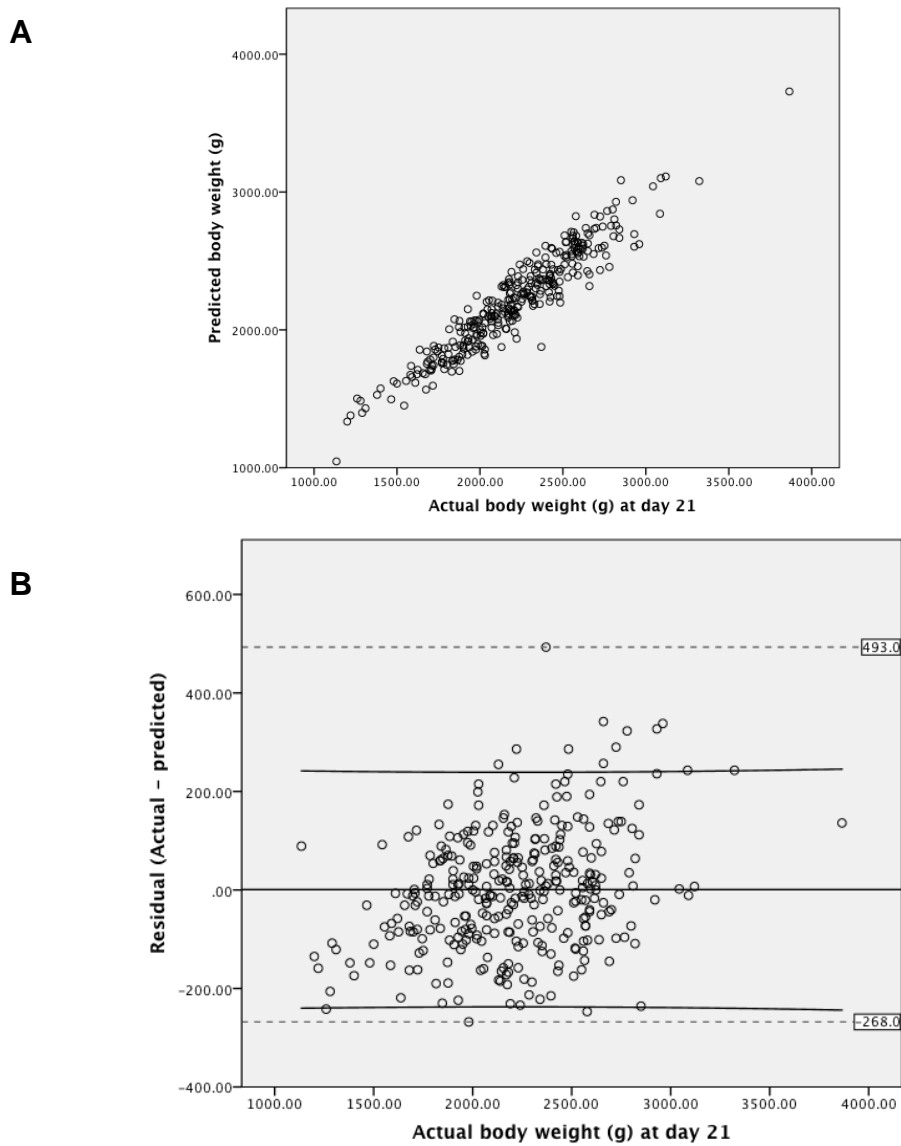 A
4000.00
3000.00
2000.00
1000.00
Predicted body weight (g)
1000.00 1500.00 2000.00 2500.00 3000.00 3500.00 4000.00
Actual body weight (g) at day 21
B
600.00
400.00
200.00
.00
-200.00
-400.00
Residual (Actual - predicted)
493.0
-268.0
1000.00 1500.00 2000.00 2500.00 3000.00 3500.00 4000.00
Actual body weight (g) at day 21